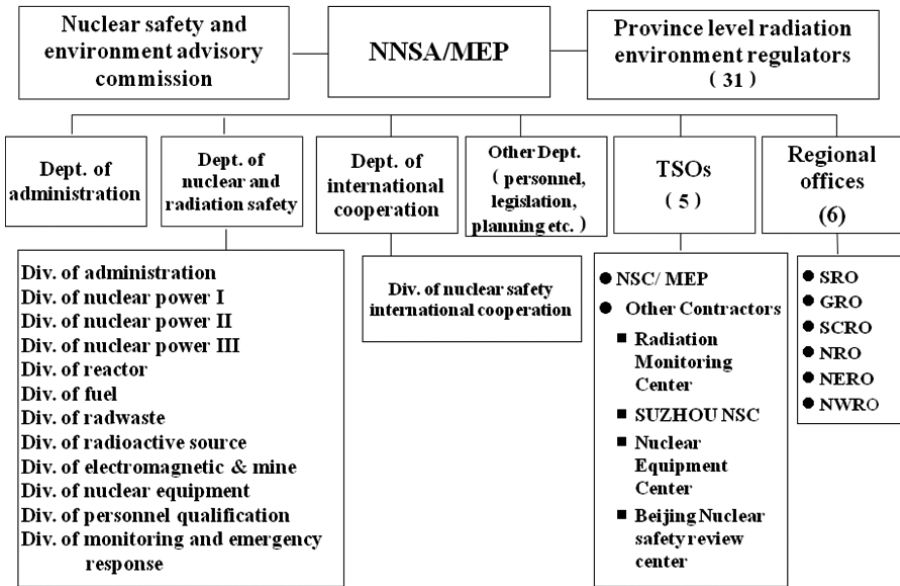 Nuclear safety and
environment advisory
commission
NNSA/MEP
Province level radiation
environment regulators
( 31 )
Dept. of
administration
Dept. of
nuclear and
radiation safety
Dept. of
international
cooperation
Other Dept.
( personnel,
legislation,
planning etc. )
TSOs
( 5 )
Regional
offices
(6)
Div. of administration
Div. of nuclear power I
Div. of nuclear power II
Div. of nuclear power III
Div. of reactor
Div. of fuel
Div. of radwaste
Div. of radioactive source
Div. of electromagnetic & mine
Div. of nuclear equipment
Div. of personnel qualification
Div. of monitoring and emergency
response
Div. of nuclear safety
international cooperation
● NSC/ MEP
● Other Contractors
■ Radiation
Monitoring
Center
■ SUZHOU NSC
■ Nuclear
Equipment
Center
■ Beijing Nuclear
safety review
center
● SRO
● GRO
● SCRO
● NRO
● NERO
● NWRO